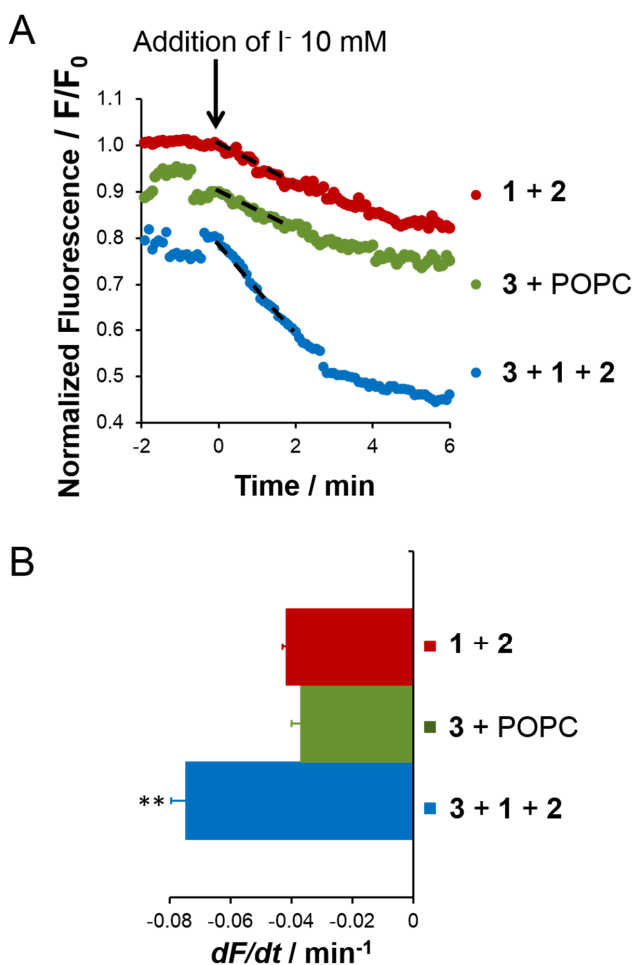 A
Addition of I⁻ 10 mM
Normalized Fluorescence / F/F₀
1.1
1.0
0.9
0.8
0.7
0.6
0.5
0.4
-2
0
2
4
6
Time / min
1 + 2
3 + POPC
3 + 1 + 2
B
1 + 2
3 + POPC
**
3 + 1 + 2
-0.08
-0.06
-0.04
-0.02
0
dF/dt / min⁻¹